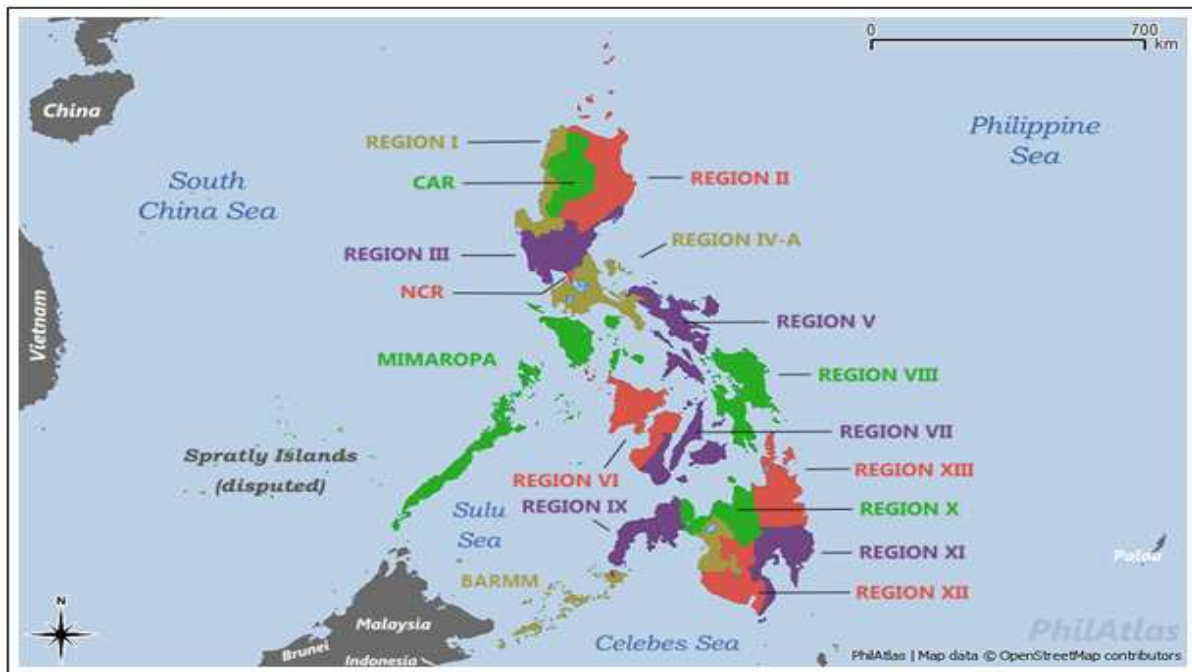 0 700
km
China
Philippine
Sea
REGION I
South
China Sea
CAR
REGION II
REGION IV-A
REGION III
NCR
REGION V
Vietnam
MIMAROPA
REGION VIII
REGION VII
Spratly Islands
(disputed)
REGION XIII
REGION VI
REGION IX
REGION X
Sulu
Sea
REGION XI
Palau
BARMM
REGION XII
N
Malaysia
Celebes Sea
PhilAtlas
Brunei
Indonesia
PhilAtlas | Map data © OpenStreetMap contributors